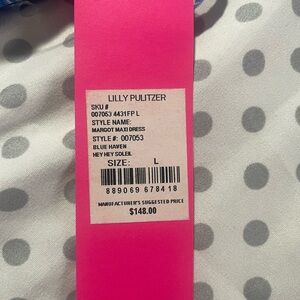 LILLY PULITZER
SKU #
007053 4431FP L
STYLE NAME:
MARGOT MAXI DRESS
STYLE #: 007053
BLUE HAVEN
HEY HEY SOLEIL
SIZE: L
889069 678418
MANUFACTURER'S SUGGESTED PRICE
$148.00